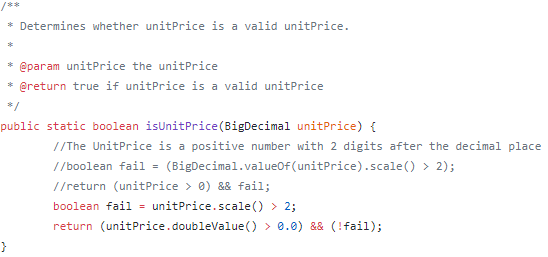 /**
 * Determines whether unitPrice is a valid unitPrice.
 *
 * @param unitPrice the unitPrice
 * @return true if unitPrice is a valid unitPrice
 */
public static boolean isUnitPrice(BigDecimal unitPrice) {
        //The UnitPrice is a positive number with 2 digits after the decimal place
        //boolean fail = (BigDecimal.valueOf(unitPrice).scale() > 2);
        //return (unitPrice > 0) && fail;
        boolean fail = unitPrice.scale() > 2;
        return (unitPrice.doubleValue() > 0.0) && (!fail);
}